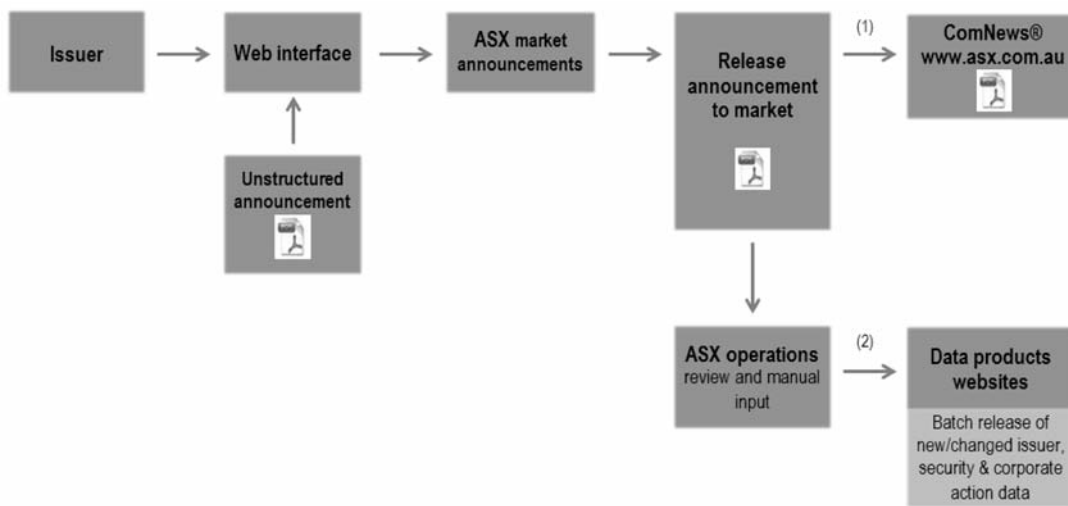 Issuer
Web interface
ASX market
announcements
Release
announcement
to market
(1)
ComNews®
www.asx.com.au
Unstructured
announcement
ASX operations
review and manual
input
(2)
Data products
websites
Batch release of
new/changed issuer,
security & corporate
action data